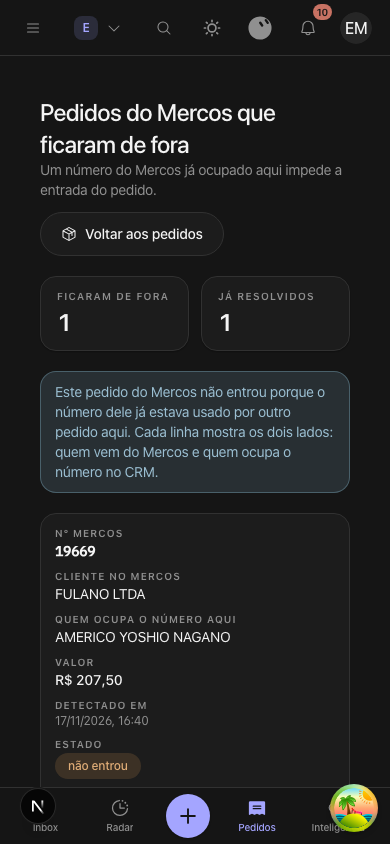 E
10
EM
Pedidos do Mercos que
ficaram de fora
Um número do Mercos já ocupado aqui impede a
entrada do pedido.
Voltar aos pedidos
FICARAM DE FORA
1
JÁ RESOLVIDOS
1
Este pedido do Mercos não entrou porque o
número dele já estava usado por outro
pedido aqui. Cada linha mostra os dois lados:
quem vem do Mercos e quem ocupa o
número no CRM.
Nº MERCOS
19669
CLIENTE NO MERCOS
FULANO LTDA
QUEM OCUPA O NÚMERO AQUI
AMERICO YOSHIO NAGANO
VALOR
R$ 207,50
DETECTADO EM
17/11/2026, 16:40
ESTADO
não entrou
N
Inbox
Radar
Pedidos